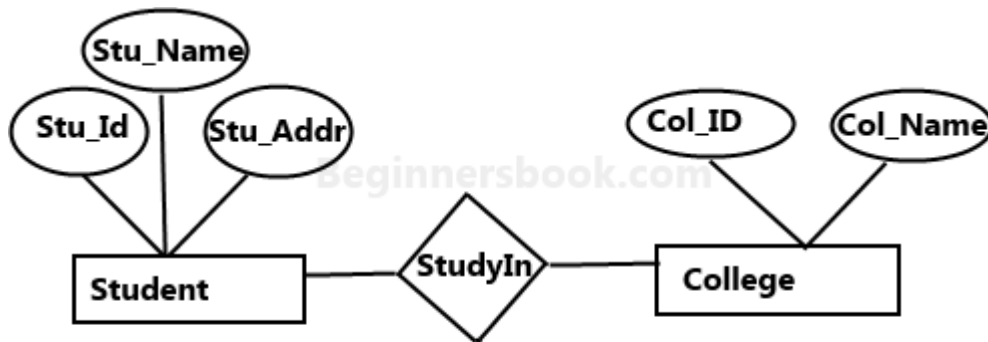 Stu_Name
Stu_Id
Stu_Addr
Col_ID
Col_Name
Beginnersbook.com
Student
StudyIn
College